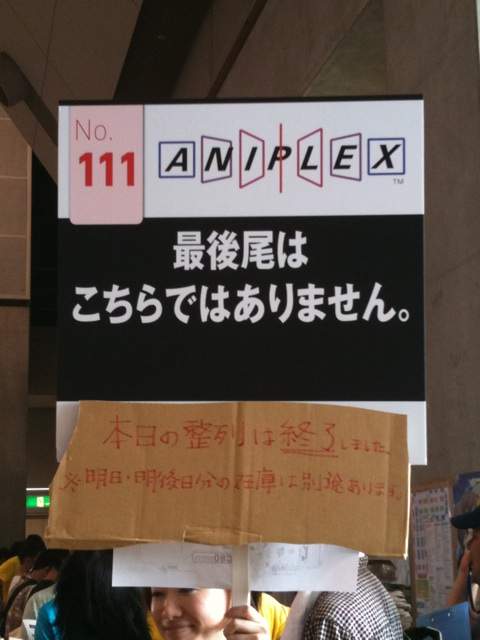 No.
111
ANIPLEX
TM
最後尾は
こちらではありません。
本日の整列は終了しました
※明日・明後日分の在庫は別途あります。